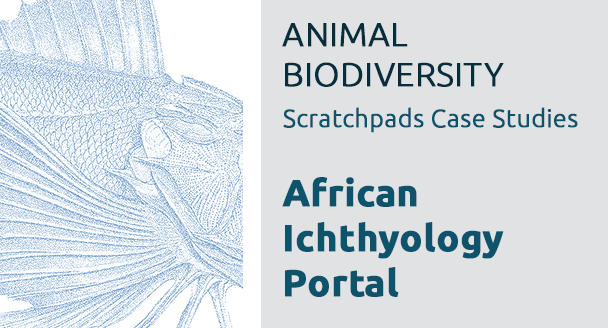 ANIMAL
BIODIVERSITY
Scratchpads Case Studies
African
Ichthyology
Portal